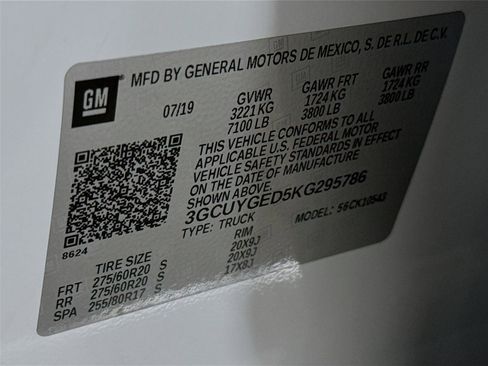 GM
MFD BY GENERAL MOTORS DE MEXICO, S. DE R.L. DE C.V.
07/19 GVWR GAWR FRT GAWR RR
3221 KG 1724 KG 1724 KG
7100 LB 3800 LB 3800 LB
THIS VEHICLE CONFORMS TO ALL
APPLICABLE U.S. FEDERAL MOTOR
VEHICLE SAFETY STANDARDS IN EFFECT
ON THE DATE OF MANUFACTURE
SHOWN ABOVE.
3GCUYGED5KG295786
TYPE: TRUCK MODEL: 56CK10543
8624
TIRE SIZE RIM
FRT 275/60R20 S 20X9J
RR 275/60R20 S 20X9J
SPA 255/80R17 S 17X8J